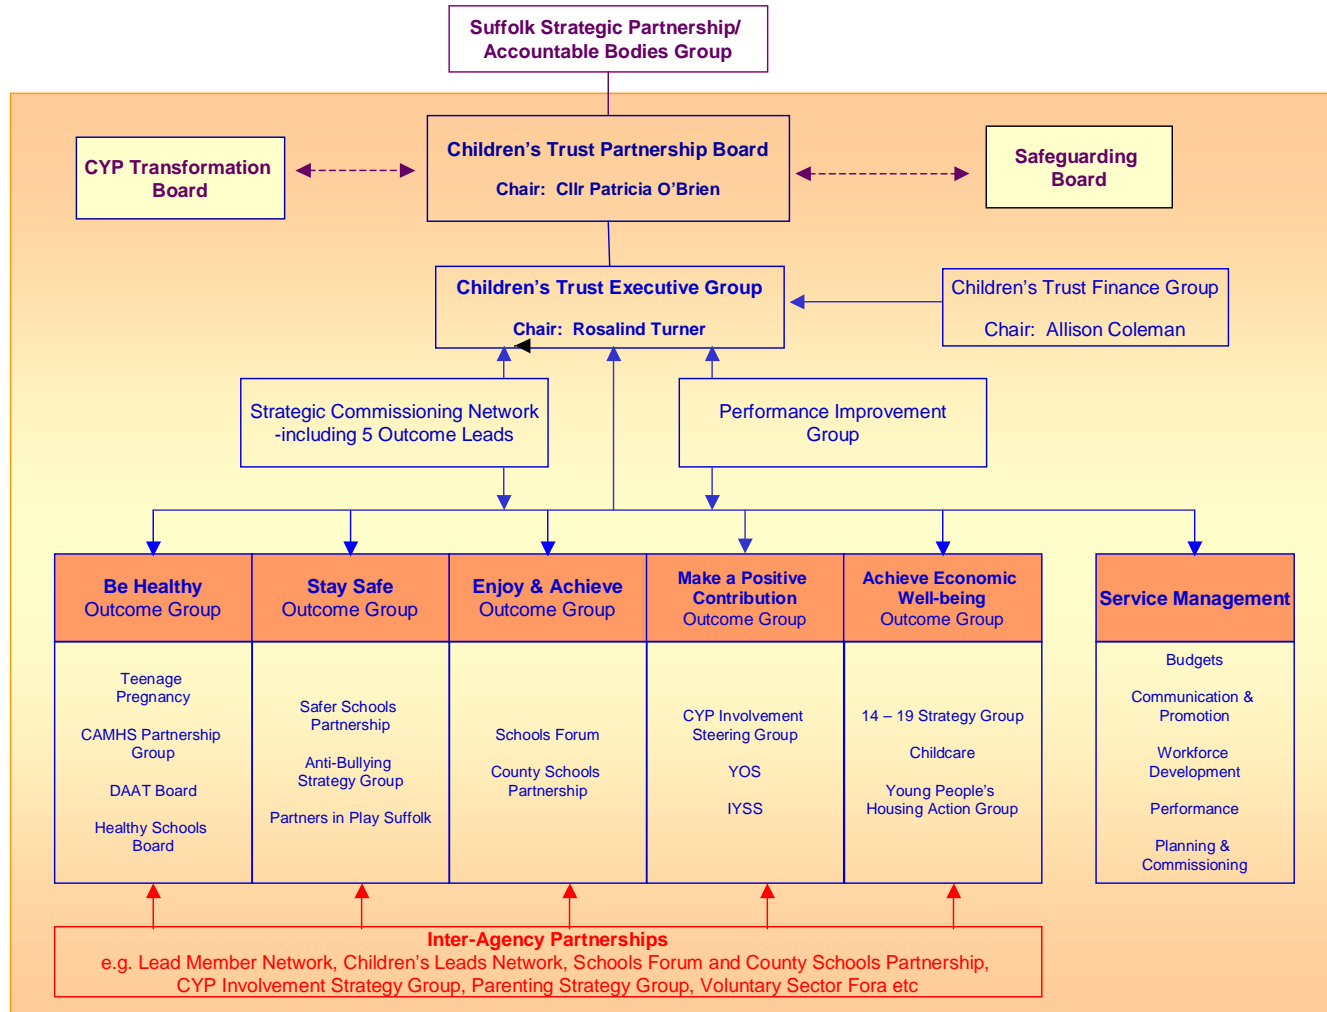 Suffolk Strategic Partnership/
Accountable Bodies Group
CYP Transformation
Board
Children's Trust Partnership Board
Chair: Cllr Patricia O'Brien
Safeguarding
Board
Children's Trust Executive Group
Chair: Rosalind Turner
Children's Trust Finance Group
Chair: Allison Coleman
Strategic Commissioning Network
-including 5 Outcome Leads
Performance Improvement
Group
Be Healthy
Outcome Group
Stay Safe
Outcome Group
Enjoy & Achieve
Outcome Group
Make a Positive
Contribution
Outcome Group
Achieve Economic
Well-being
Outcome Group
Service Management
Teenage
Pregnancy
CAMHS Partnership
Group
DAAT Board
Healthy Schools
Board
Safer Schools
Partnership
Anti-Bullying
Strategy Group
Partners in Play Suffolk
Schools Forum
County Schools
Partnership
CYP Involvement
Steering Group
YOS
IYSS
14 – 19 Strategy Group
Childcare
Young People's
Housing Action Group
Budgets
Communication &
Promotion
Workforce
Development
Performance
Planning &
Commissioning
Inter-Agency Partnerships
e.g. Lead Member Network, Children's Leads Network, Schools Forum and County Schools Partnership,
CYP Involvement Strategy Group, Parenting Strategy Group, Voluntary Sector Fora etc